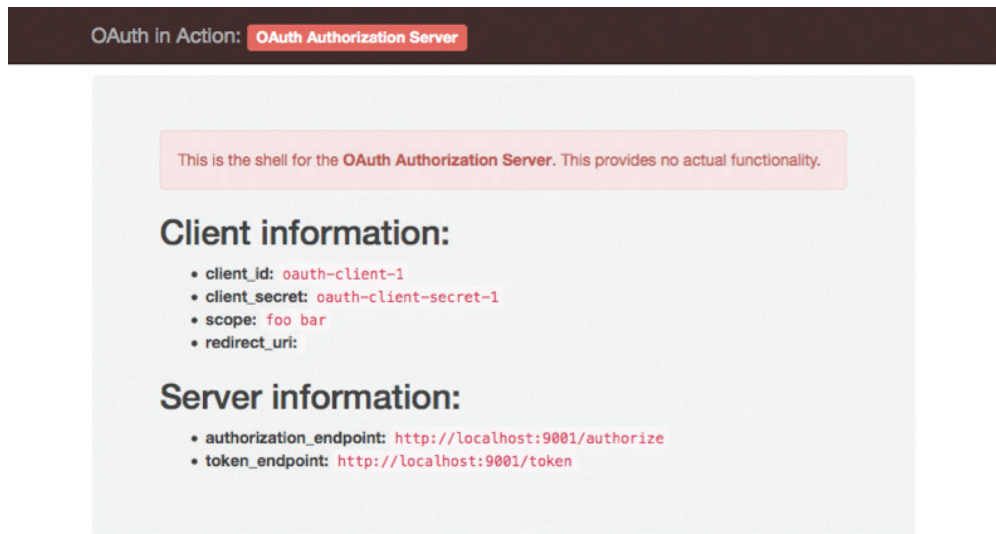 OAuth in Action: OAuth Authorization Server
This is the shell for the OAuth Authorization Server. This provides no actual functionality.
Client information:
• client_id: oauth-client-1
• client_secret: oauth-client-secret-1
• scope: foo bar
• redirect_uri:
Server information:
• authorization_endpoint: http://localhost:9001/authorize
• token_endpoint: http://localhost:9001/token